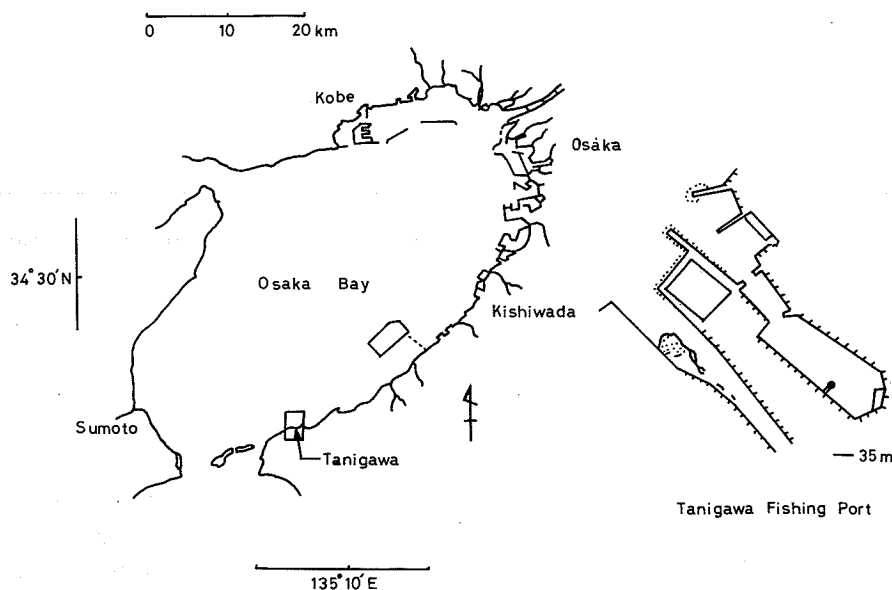 0 10 20 km
Kobe
Osaka
34°30'N
Osaka Bay
Kishiwada
Sumoto
Tanigawa
35 m
Tanigawa Fishing Port
135°10'E